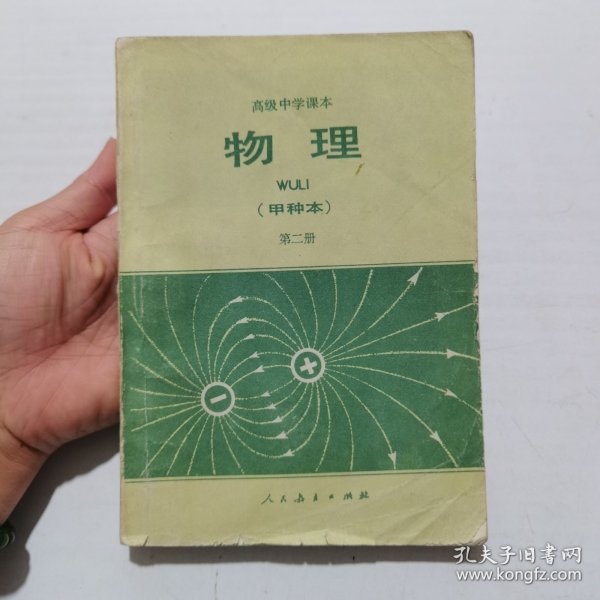 高级中学课本
物理
WULI
(甲种本)
第二册
+
−
人民教育出版社
孔夫子旧书网
www.kongfz.com